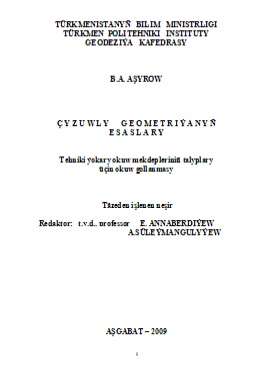 TÜRKMENISTANYŇ BILIM MINISTRLIGI
TÜRKMEN POLITEHNIKI INSTITUTY
GEODEZIÝA KAFEDRASY
B.A. AŞYROW
ÇYZUWLY GEOMETRIÝANYŇ
ESASLARY
Tehniki ýokary okuw mekdepleriniň talyplary
üçin okuw gollanmasy
Täzeden işlenen neşir
Redaktor: t.y.d., professor E. ANNABERDIÝEW
A.SÜLEÝMANGULYÝEW
AŞGABAT – 2009
1